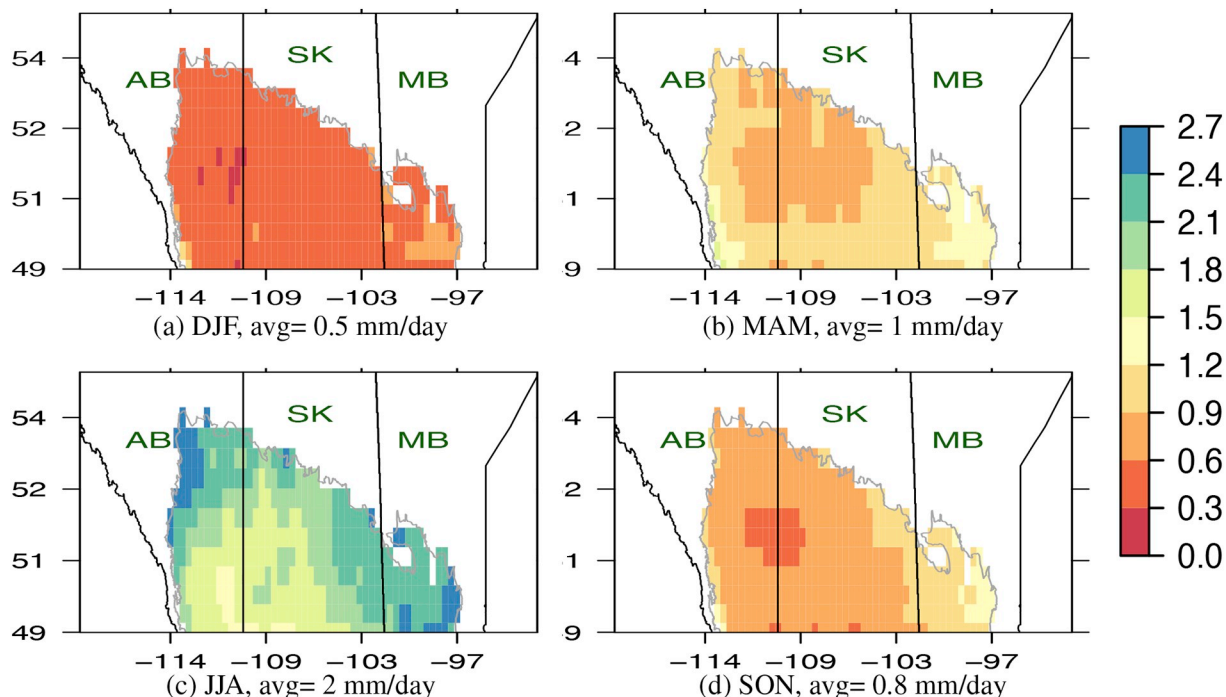 54
52
51
49
AB
SK
MB
−114
−109
−103
−97
(a) DJF, avg= 0.5 mm/day
4
2
1
9
AB
SK
MB
−114
−109
−103
−97
(b) MAM, avg= 1 mm/day
54
52
51
49
AB
SK
MB
−114
−109
−103
−97
(c) JJA, avg= 2 mm/day
4
2
1
9
AB
SK
MB
−114
−109
−103
−97
(d) SON, avg= 0.8 mm/day
2.7
2.4
2.1
1.8
1.5
1.2
0.9
0.6
0.3
0.0